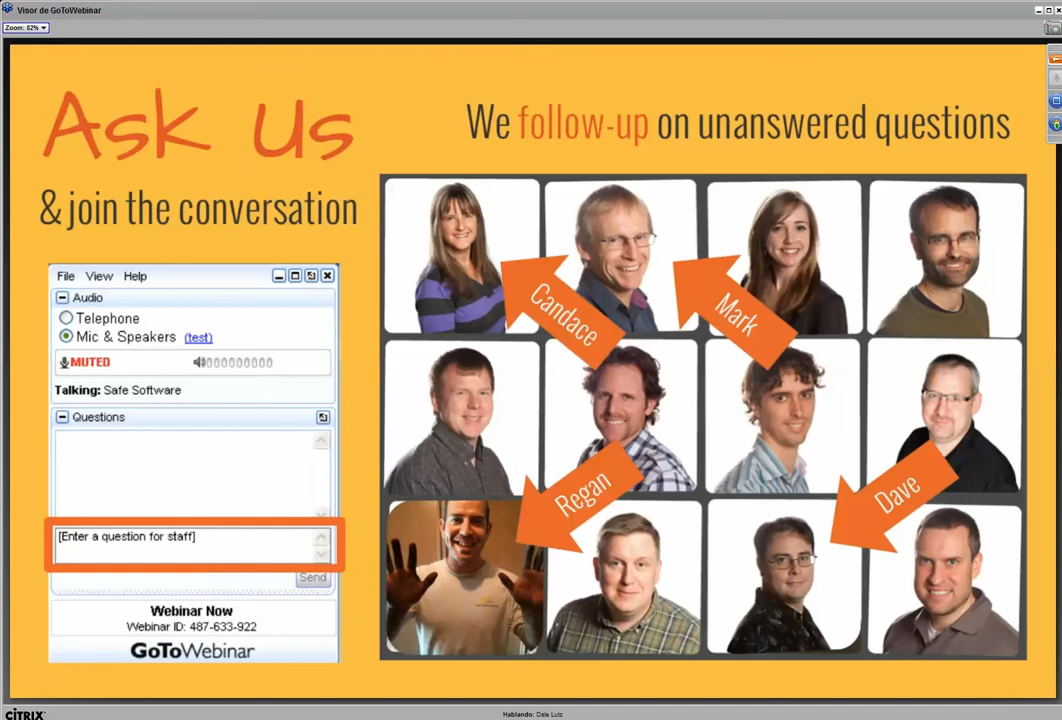 Visor de GoToWebinar
Zoom: 82%
Ask Us
& join the conversation
We follow-up on unanswered questions
File View Help
Audio
Telephone
Mic & Speakers (test)
MUTED
Talking: Safe Software
Questions
[Enter a question for staff]
Send
Webinar Now
Webinar ID: 487-633-922
GoToWebinar
Candace
Mark
Regan
Dave
CITRIX
Hablando: Dale Lutz